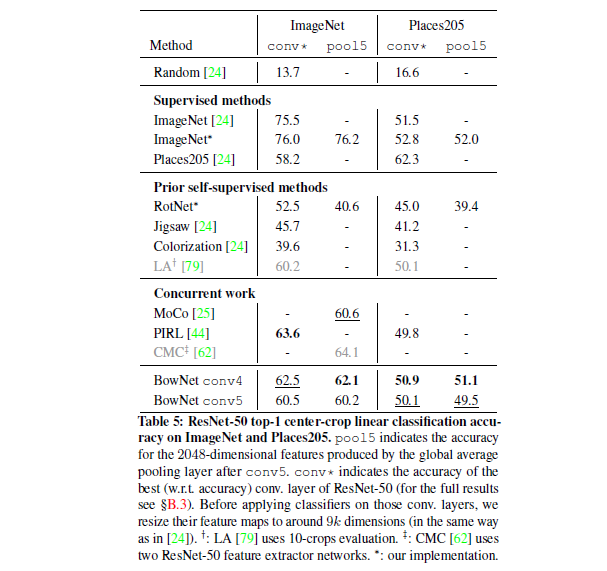 ImageNet Places205
Method conv⋆ pool5 conv⋆ pool5
Random [24] 13.7 - 16.6 -
Supervised methods
ImageNet [24] 75.5 - 51.5 -
ImageNet* 76.0 76.2 52.8 52.0
Places205 [24] 58.2 - 62.3 -
Prior self-supervised methods
RotNet* 52.5 40.6 45.0 39.4
Jigsaw [24] 45.7 - 41.2 -
Colorization [24] 39.6 - 31.3 -
LA† [79] 60.2 - 50.1 -
Concurrent work
MoCo [25] - 60.6 - -
PIRL [44] 63.6 - 49.8 -
CMC‡ [62] - 64.1 - -
BowNet conv4 62.5 62.1 50.9 51.1
BowNet conv5 60.5 60.2 50.1 49.5
Table 5: ResNet-50 top-1 center-crop linear classification accu-
racy on ImageNet and Places205. pool5 indicates the accuracy
for the 2048-dimensional features produced by the global average
pooling layer after conv5. conv⋆ indicates the accuracy of the
best (w.r.t. accuracy) conv. layer of ResNet-50 (for the full results
see §B.3). Before applying classifiers on those conv. layers, we
resize their feature maps to around 9k dimensions (in the same way
as in [24]). †: LA [79] uses 10-crops evaluation. ‡: CMC [62] uses
two ResNet-50 feature extractor networks. *: our implementation.